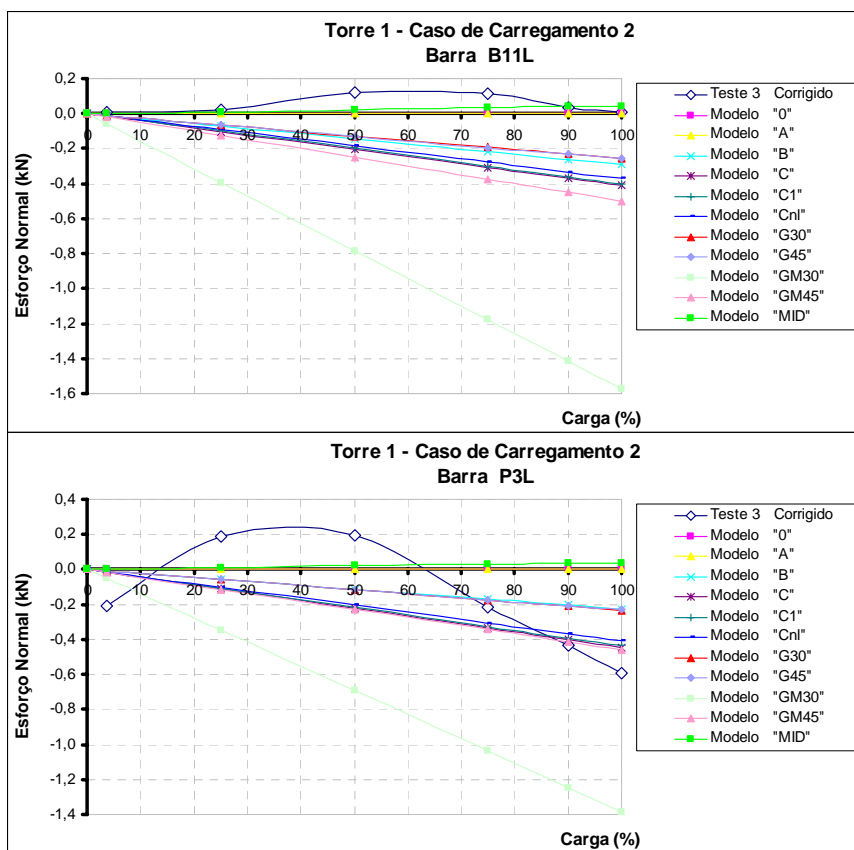 Torre 1 - Caso de Carregamento 2
Barra B11L
Esforço Normal (kN)
0,2
0,0
-0,2
-0,4
-0,6
-0,8
-1,0
-1,2
-1,4
-1,6
0 10 20 30 40 50 60 70 80 90 100
Carga (%)
Teste 3 Corrigido
Modelo "0"
Modelo "A"
Modelo "B"
Modelo "C"
Modelo "C1"
Modelo "Cnl"
Modelo "G30"
Modelo "G45"
Modelo "GM30"
Modelo "GM45"
Modelo "MID"
Torre 1 - Caso de Carregamento 2
Barra P3L
Esforço Normal (kN)
0,4
0,2
0,0
-0,2
-0,4
-0,6
-0,8
-1,0
-1,2
-1,4
0 10 20 30 40 50 60 70 80 90 100
Carga (%)
Teste 3 Corrigido
Modelo "0"
Modelo "A"
Modelo "B"
Modelo "C"
Modelo "C1"
Modelo "Cnl"
Modelo "G30"
Modelo "G45"
Modelo "GM30"
Modelo "GM45"
Modelo "MID"